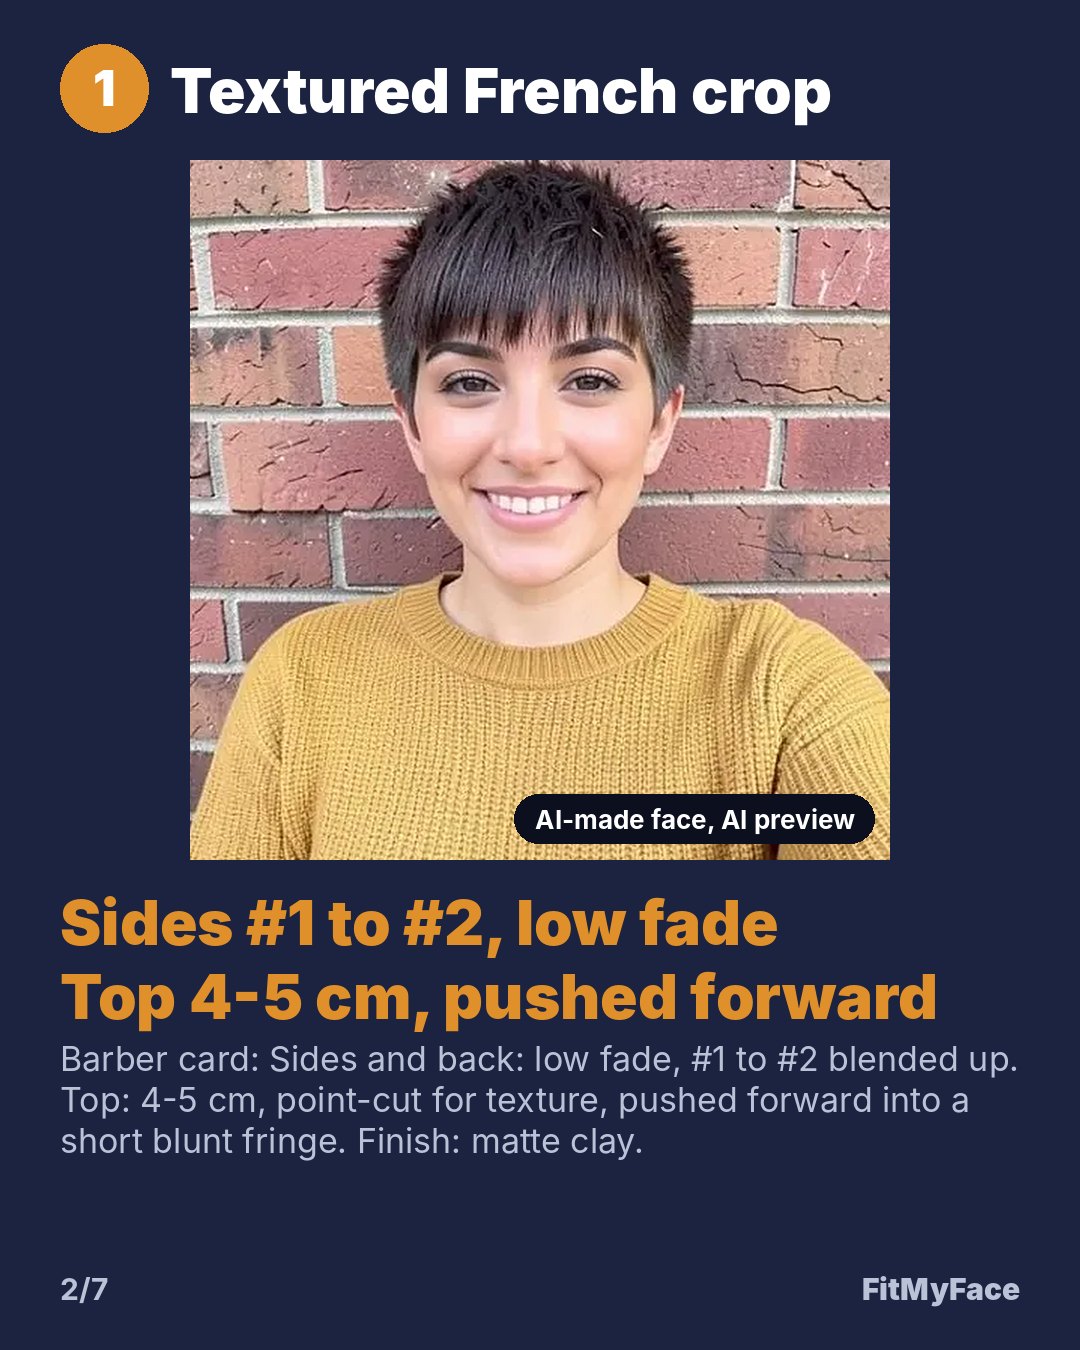 1
Textured French crop
AI-made face, AI preview
Sides #1 to #2, low fade
Top 4-5 cm, pushed forward
Barber card: Sides and back: low fade, #1 to #2 blended up.
Top: 4-5 cm, point-cut for texture, pushed forward into a
short blunt fringe. Finish: matte clay.
2/7
FitMyFace